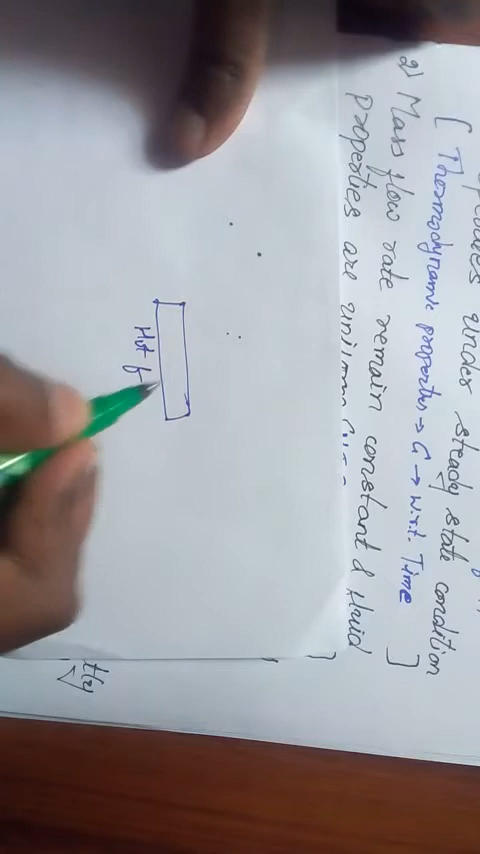 under steady state condition
[ Thermodynamic properties → C → w.r.t. Time ]
2) Mass flow rate remain constant & fluid
properties are
Hot f